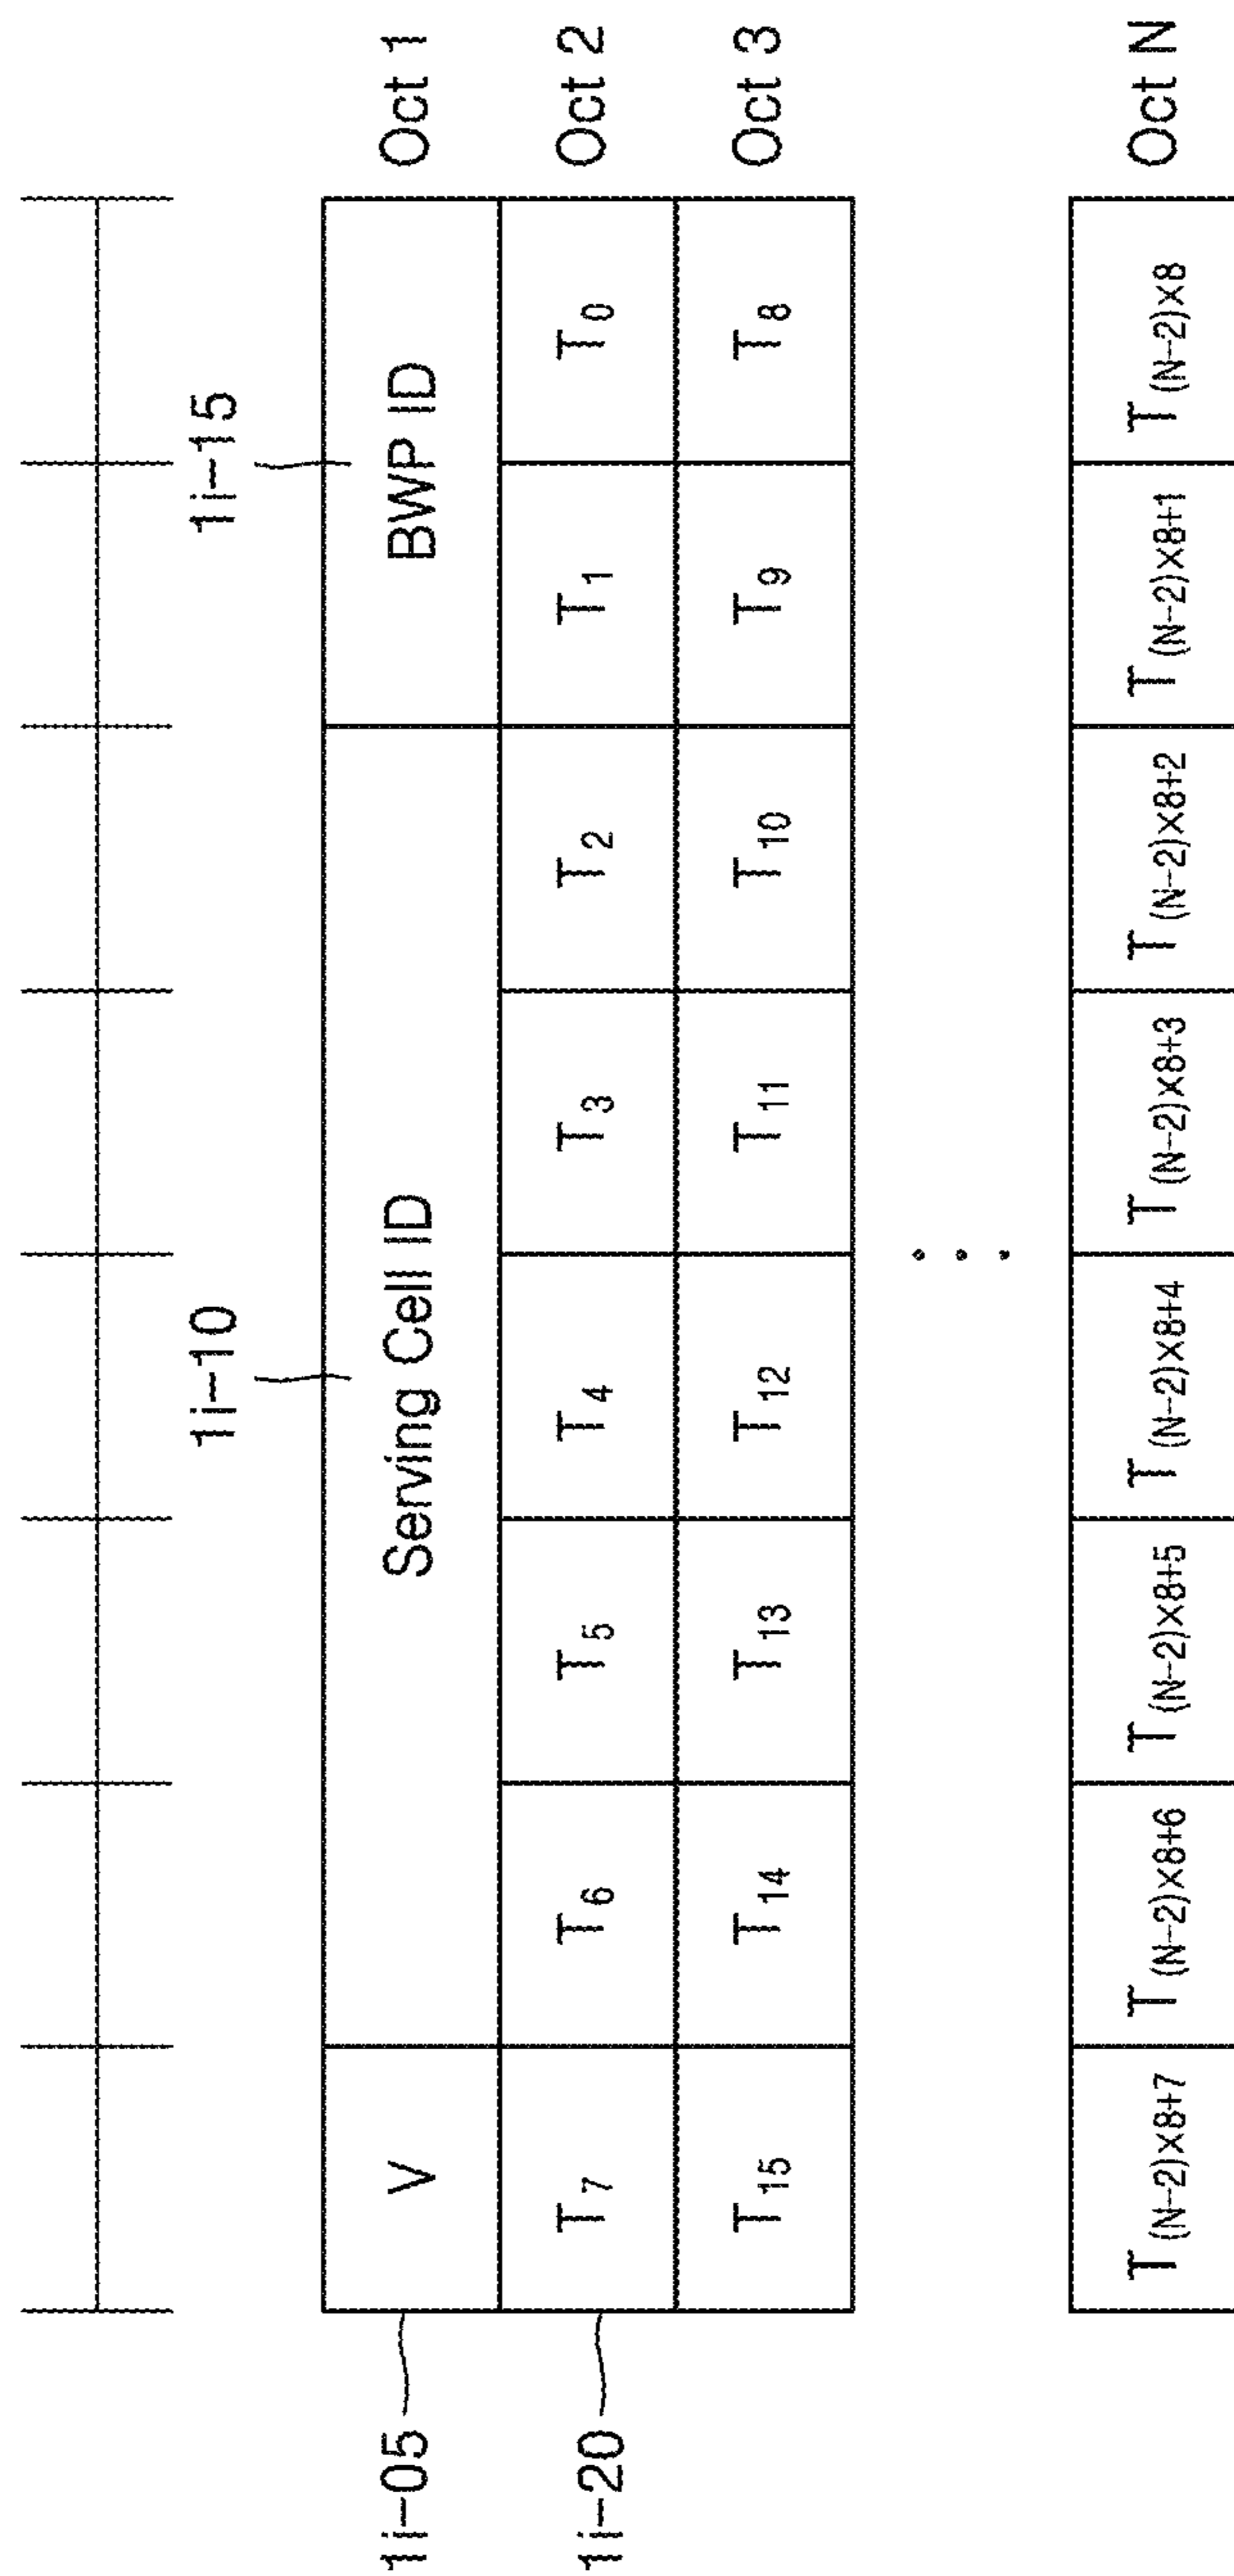 1i-10 1i-15
1i-05 V Serving Cell ID BWP ID Oct 1
1i-20 T7 T6 T5 T4 T3 T2 T1 T0 Oct 2
T15 T14 T13 T12 T11 T10 T9 T8 Oct 3
...
T(N-2)×8+7 T(N-2)×8+6 T(N-2)×8+5 T(N-2)×8+4 T(N-2)×8+3 T(N-2)×8+2 T(N-2)×8+1 T(N-2)×8 Oct N